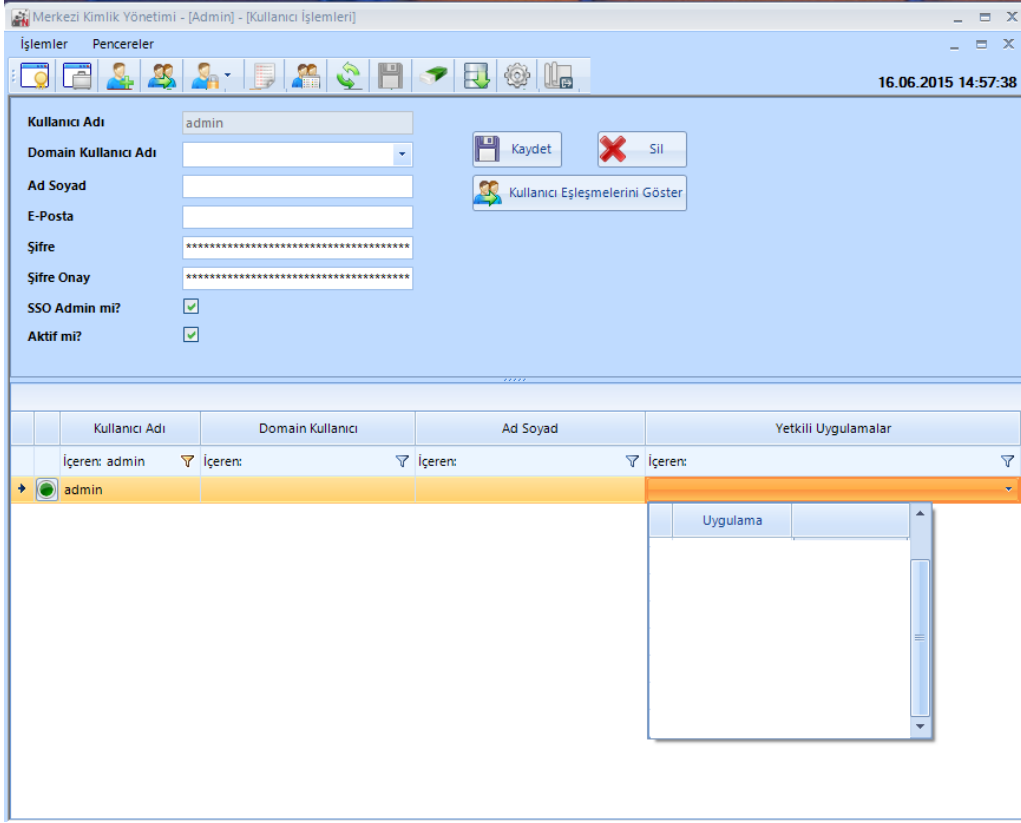 Merkezi Kimlik Yönetimi - [Admin] - [Kullanıcı İşlemleri]
İşlemler Pencereler
16.06.2015 14:57:38
Kullanıcı Adı admin
Domain Kullanıcı Adı
Kaydet Sil
Ad Soyad
Kullanıcı Eşleşmelerini Göster
E-Posta
Şifre **************************************
Şifre Onay **************************************
SSO Admin mi?
Aktif mi?
Kullanıcı Adı Domain Kullanıcı Ad Soyad Yetkili Uygulamalar
İçeren: admin İçeren: İçeren: İçeren:
admin
Uygulama